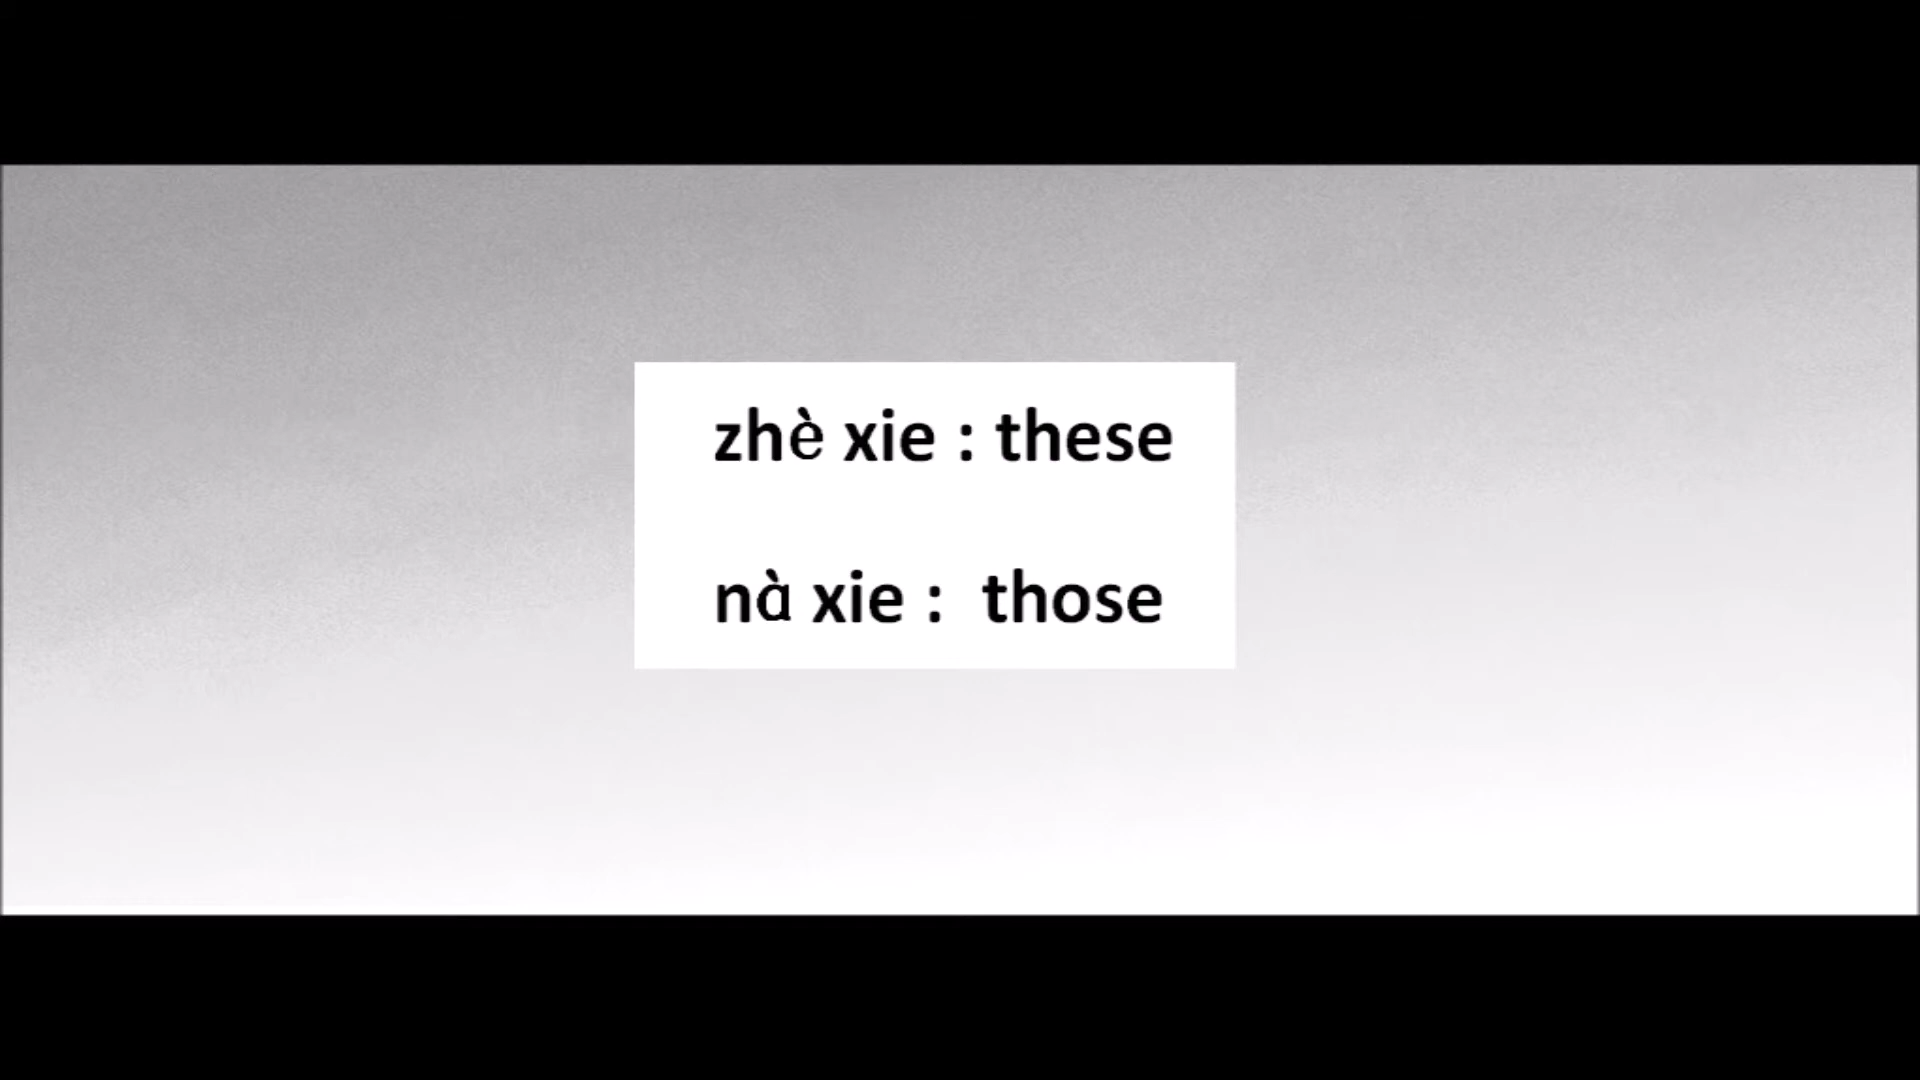 zhè xie : these
nà xie :  those